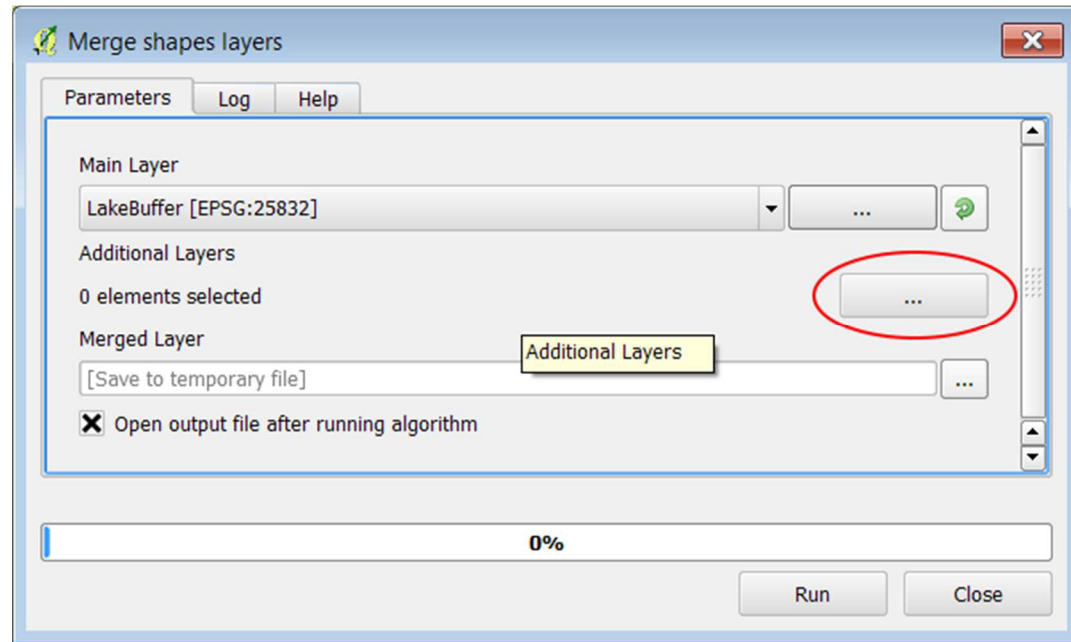 Merge shapes layers
Parameters Log Help
Main Layer
LakeBuffer [EPSG:25832] ...
Additional Layers
0 elements selected ...
Merged Layer
Additional Layers
[Save to temporary file] ...
Open output file after running algorithm
0%
Run Close